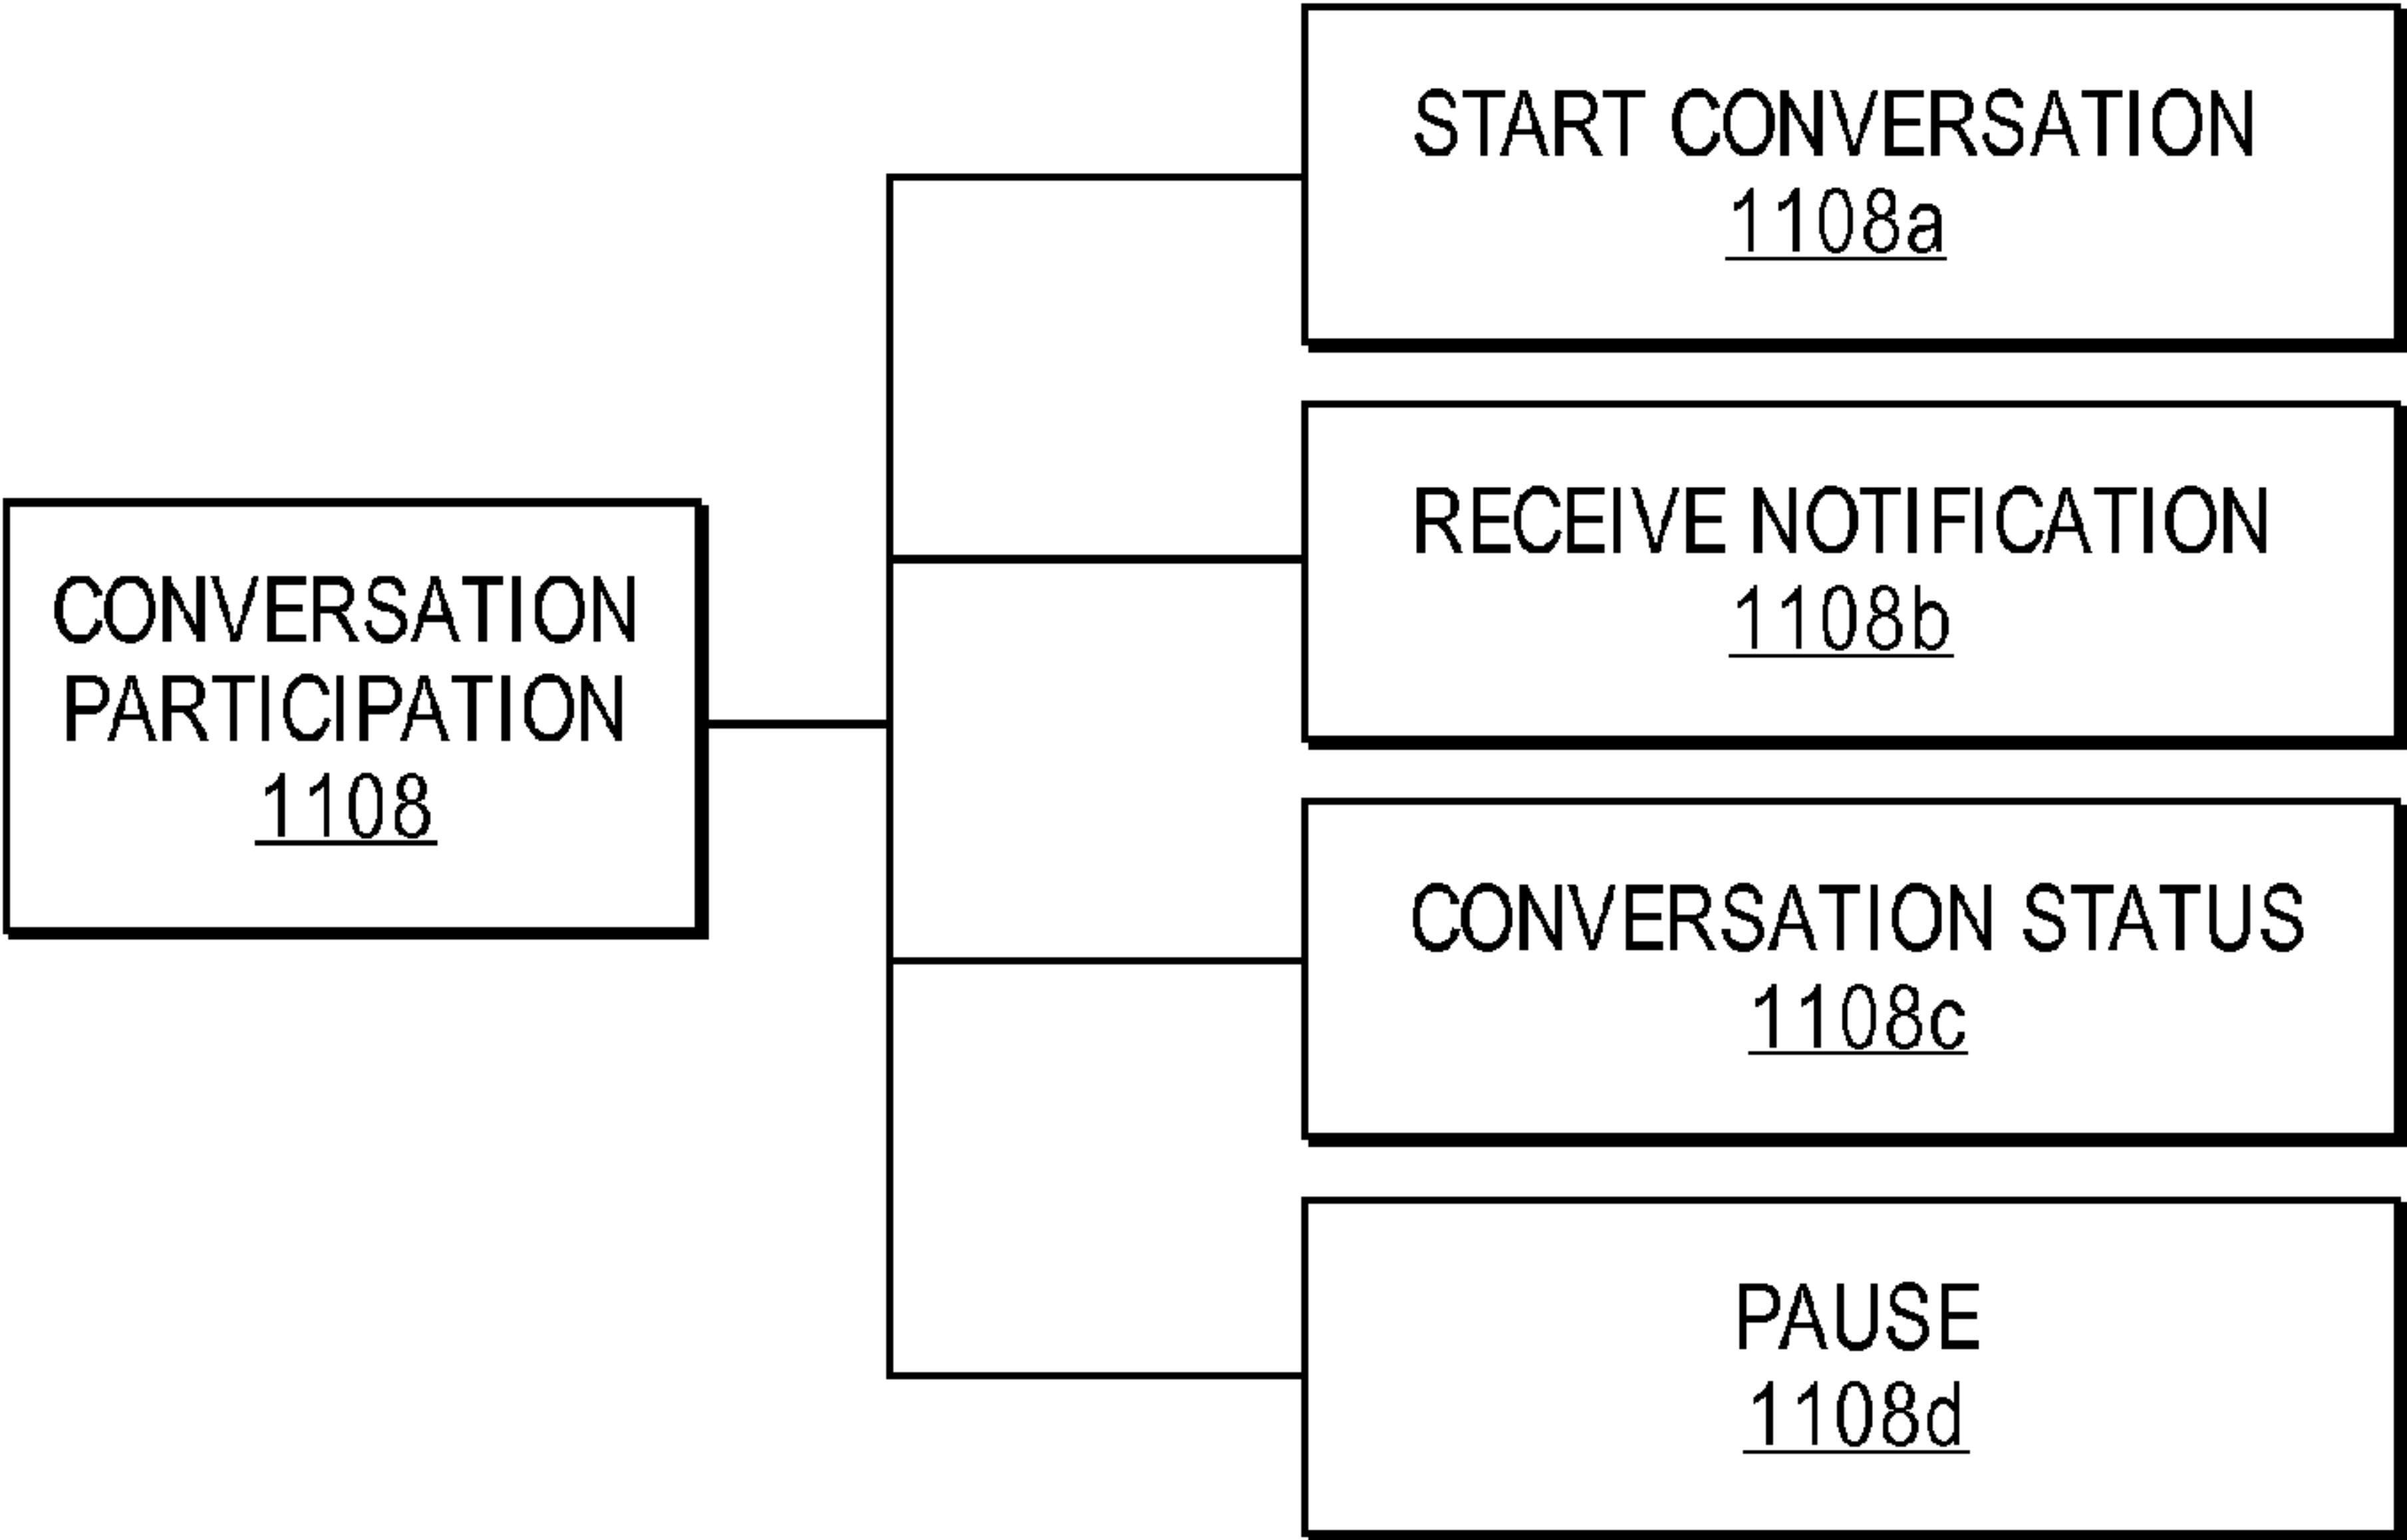 START CONVERSATION
1108a
RECEIVE NOTIFICATION
1108b
CONVERSATION
PARTICIPATION
1108
CONVERSATION STATUS
1108c
PAUSE
1108d